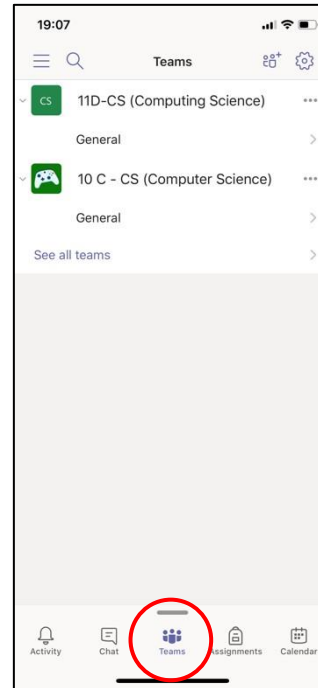 19:07
Teams
CS 11D-CS (Computing Science)
General
10 C - CS (Computer Science)
General
See all teams
Activity Chat Teams Assignments Calendar